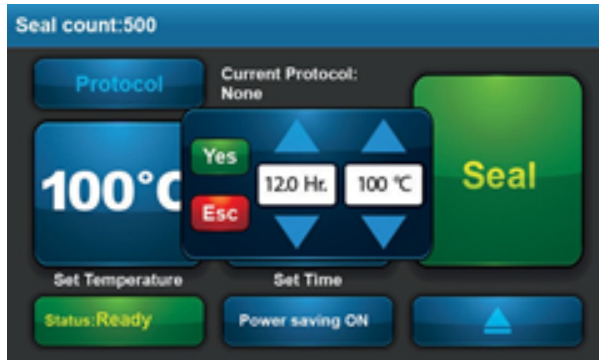 Seal count:500
Protocol
Current Protocol:
None
Yes
Esc
12.0 Hr.
100 °C
100°C
Seal
Set Temperature
Set Time
Status:Ready
Power saving ON